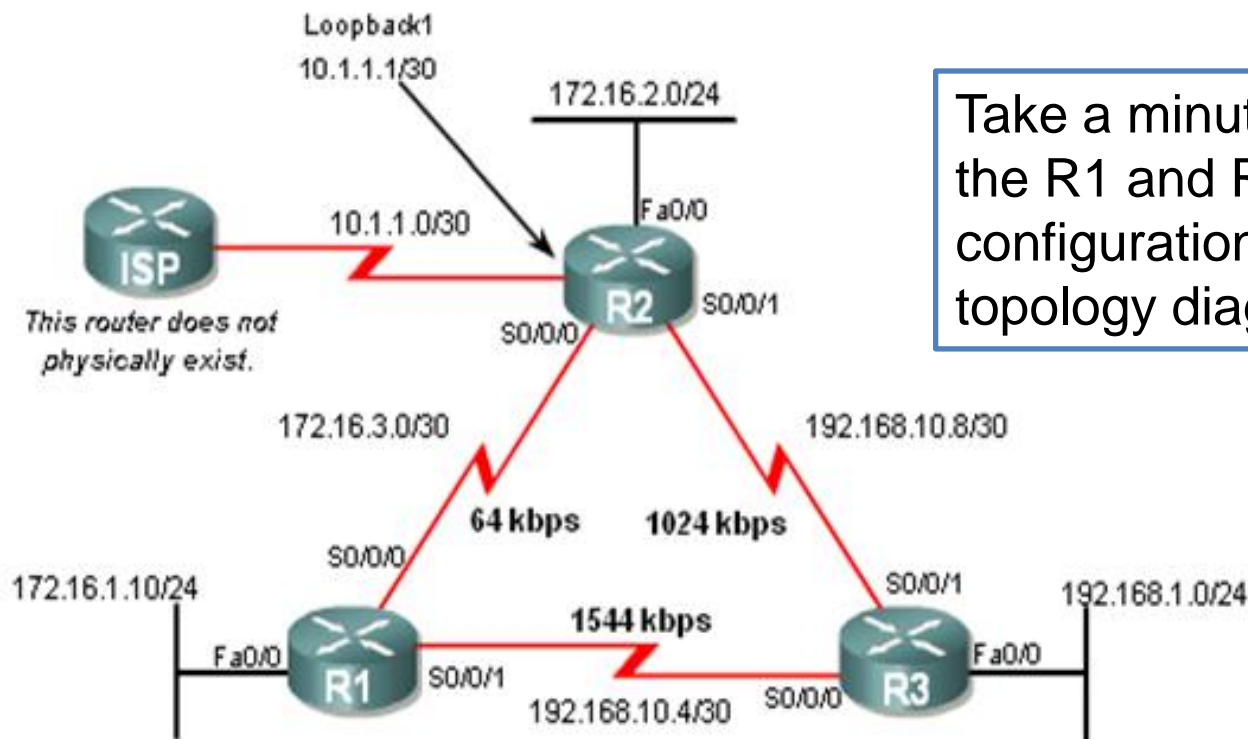 Loopback1
10.1.1.1/30
172.16.2.0/24
Take a minut
the R1 and
configuration
topology diag
10.1.1.0/30
Fa0/0
ISP
R2
S0/0/1
This router does not
physically exist.
S0/0/0
172.16.3.0/30
192.168.10.8/30
64 kbps
1024 kbps
S0/0/0
S0/0/1
172.16.1.10/24
192.168.1.0/24
1544 kbps
Fa0/0
R1
S0/0/1
192.168.10.4/30
S0/0/0
R3
Fa0/0